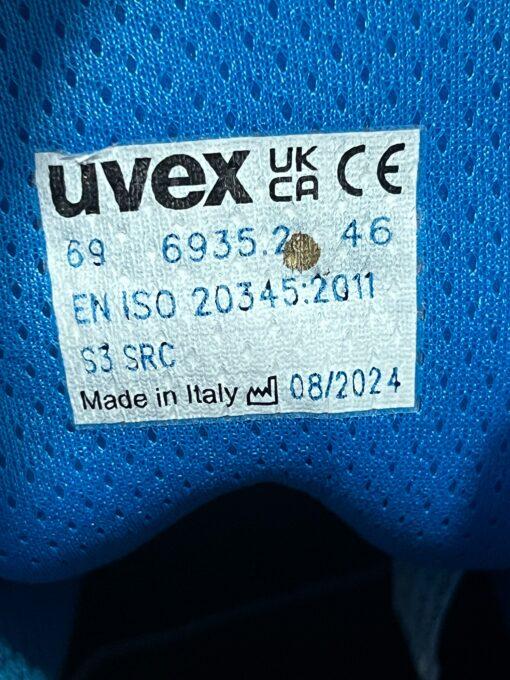 uvex UK CA CE
69 6935.2 46
EN ISO 20345:2011
S3 SRC
Made in Italy 08/2024